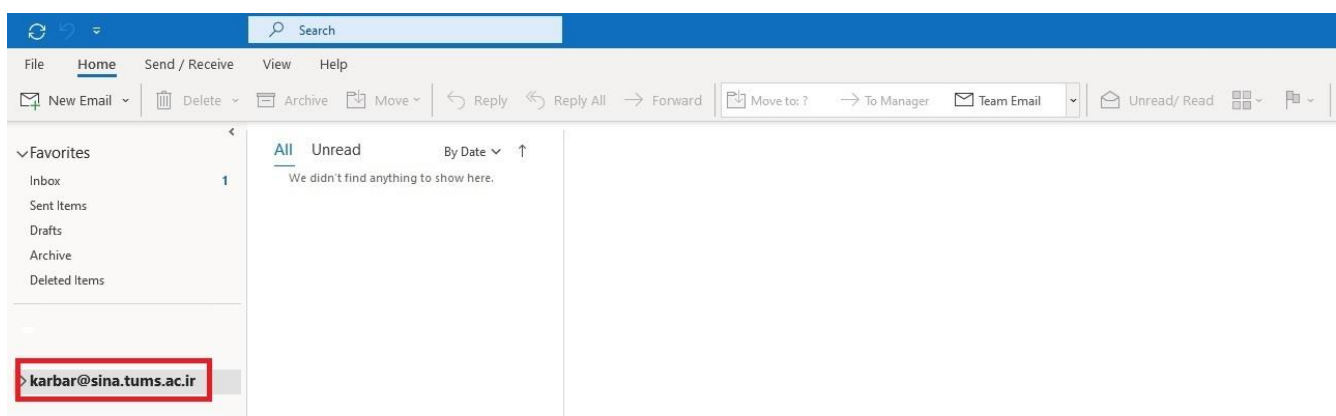 Search
File Home Send / Receive View Help
New Email Delete Archive Move Reply Reply All Forward Move to: ? To Manager Team Email Unread/ Read
Favorites
All Unread By Date
Inbox 1
We didn't find anything to show here.
Sent Items
Drafts
Archive
Deleted Items
karbar@sina.tums.ac.ir